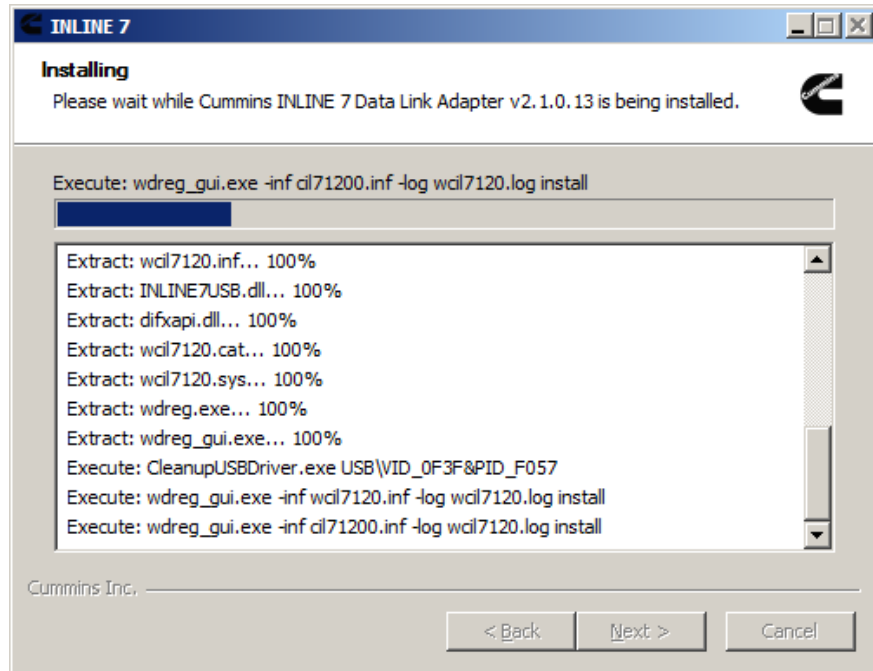 INLINE 7
Installing
Please wait while Cummins INLINE 7 Data Link Adapter v2.1.0.13 is being installed.
Cummins
Execute: wdreg_gui.exe -inf cil71200.inf -log wcil7120.log install
Extract: wcil7120.inf... 100%
Extract: INLINE7USB.dll... 100%
Extract: difxapi.dll... 100%
Extract: wcil7120.cat... 100%
Extract: wcil7120.sys... 100%
Extract: wdreg.exe... 100%
Extract: wdreg_gui.exe... 100%
Execute: CleanupUSBDriver.exe USB\VID_0F3F&PID_F057
Execute: wdreg_gui.exe -inf wcil7120.inf -log wcil7120.log install
Execute: wdreg_gui.exe -inf cil71200.inf -log wcil7120.log install
Cummins Inc.
< Back Next > Cancel